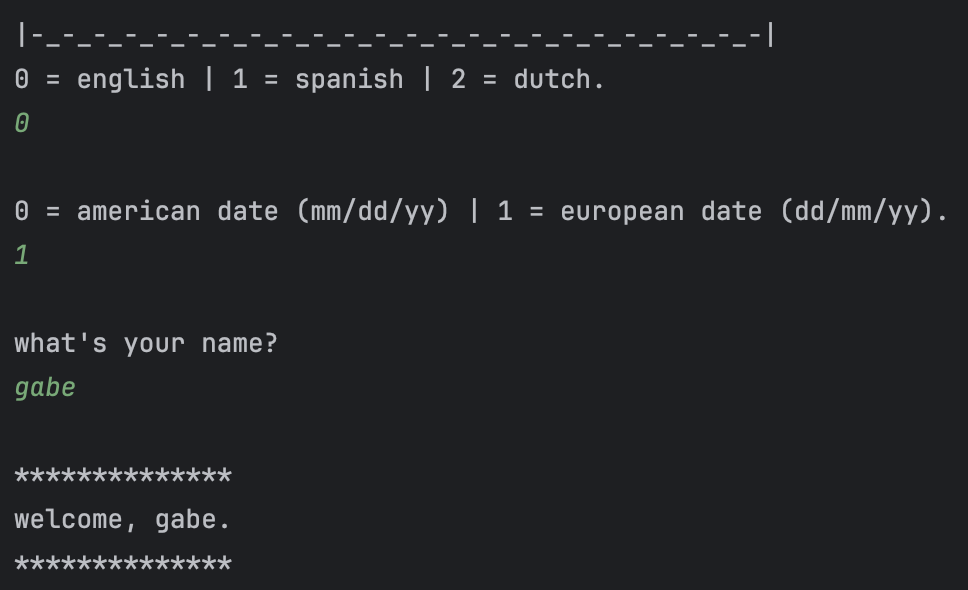 |-_-_-_-_-_-_-_-_-_-_-_-_-_-_-_-_-_-_-_-_-_-_-_-|
0 = english | 1 = spanish | 2 = dutch.
0
0 = american date (mm/dd/yy) | 1 = european date (dd/mm/yy).
1
what's your name?
gabe
**************
welcome, gabe.
**************